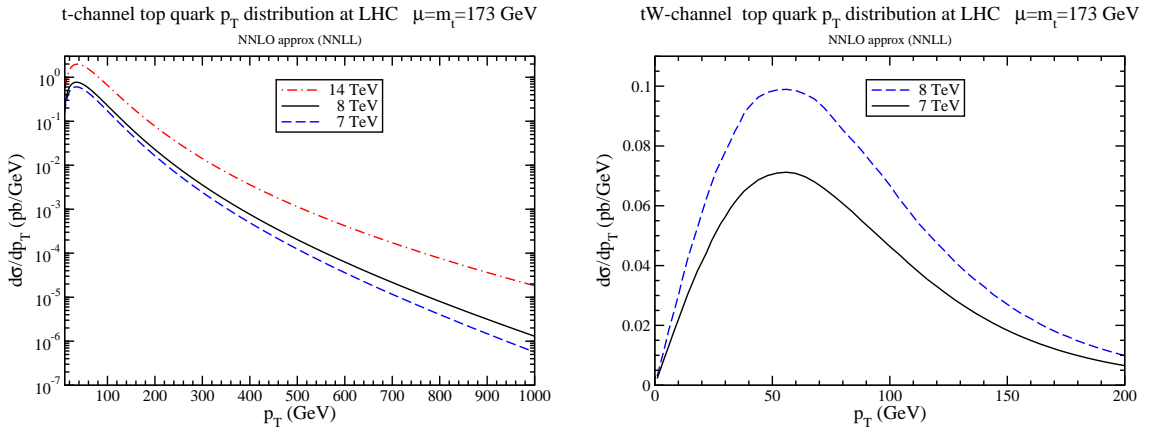 t-channel top quark p_T distribution at LHC μ=m_t=173 GeV
NNLO approx (NNLL)
14 TeV
8 TeV
7 TeV
10^0
10^-1
10^-2
10^-3
10^-4
10^-5
10^-6
10^-7
dσ/dp_T (pb/GeV)
100 200 300 400 500 600 700 800 900 1000
p_T (GeV)
tW-channel top quark p_T distribution at LHC μ=m_t=173 GeV
NNLO approx (NNLL)
8 TeV
7 TeV
0.1
0.08
0.06
0.04
0.02
0
dσ/dp_T (pb/GeV)
0 50 100 150 200
p_T (GeV)